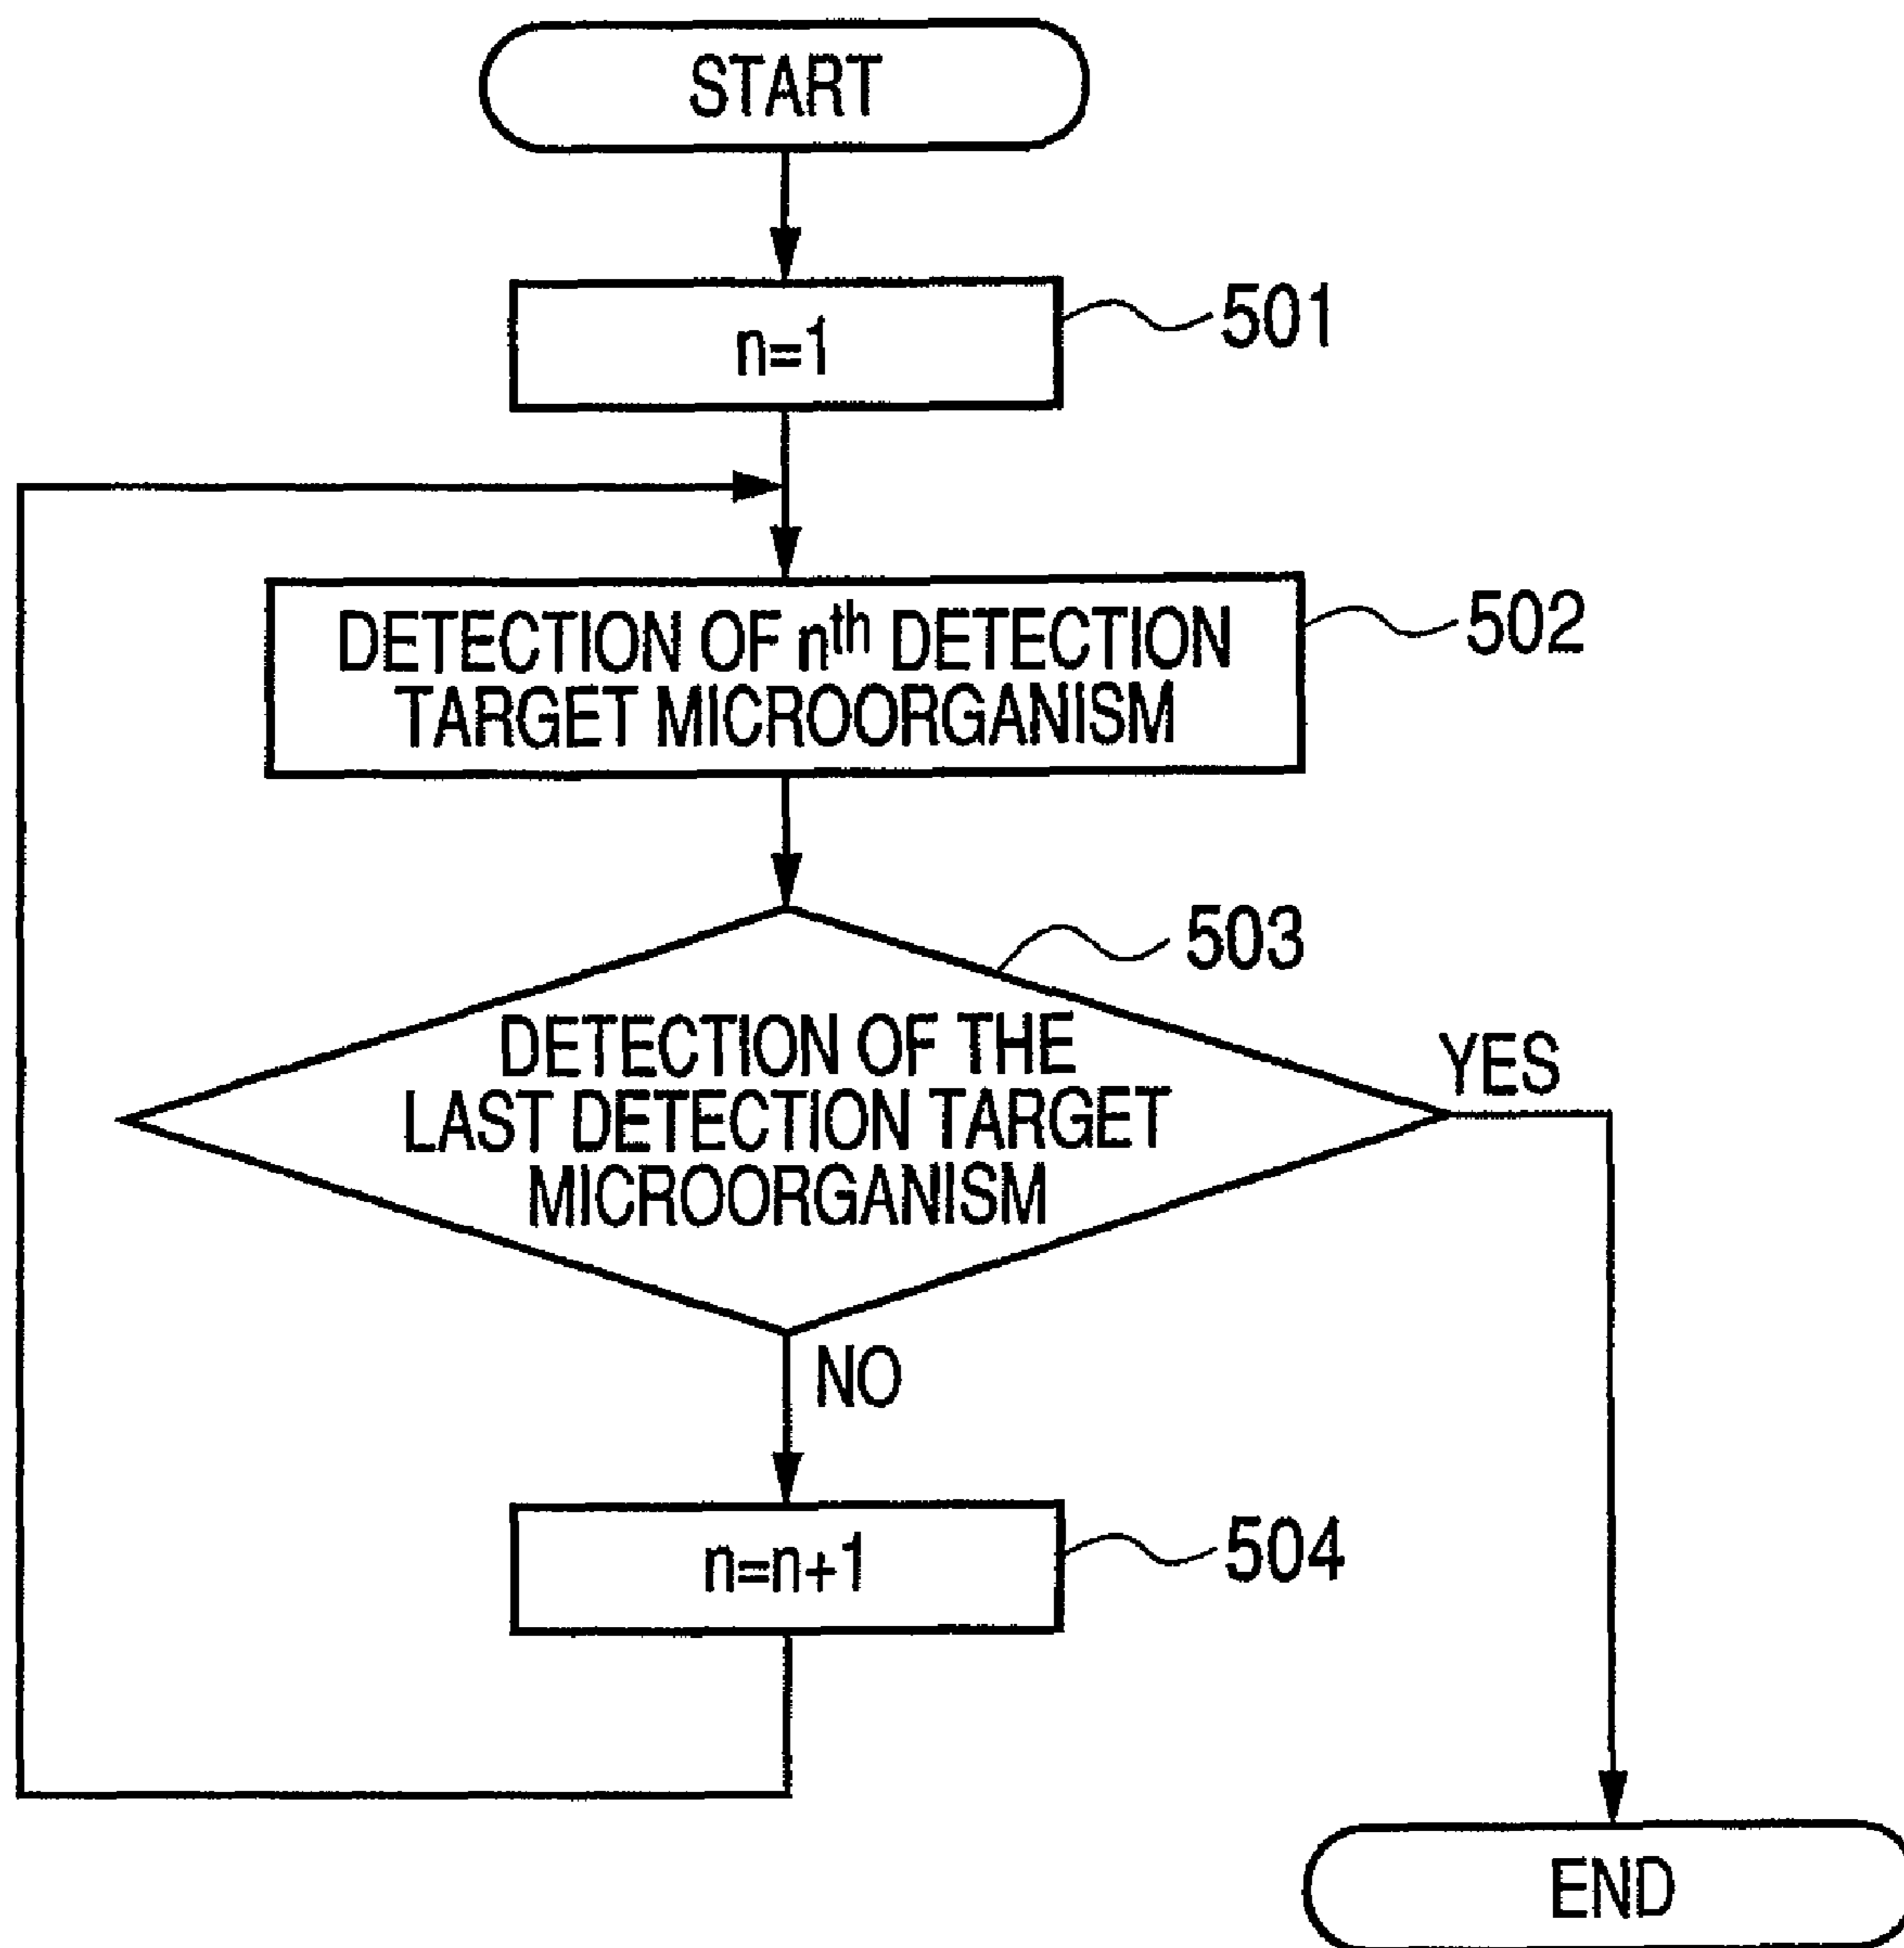 START
n=1
501
DETECTION OF nth DETECTION
TARGET MICROORGANISM
502
503
DETECTION OF THE
LAST DETECTION TARGET
MICROORGANISM
YES
NO
n=n+1
504
END